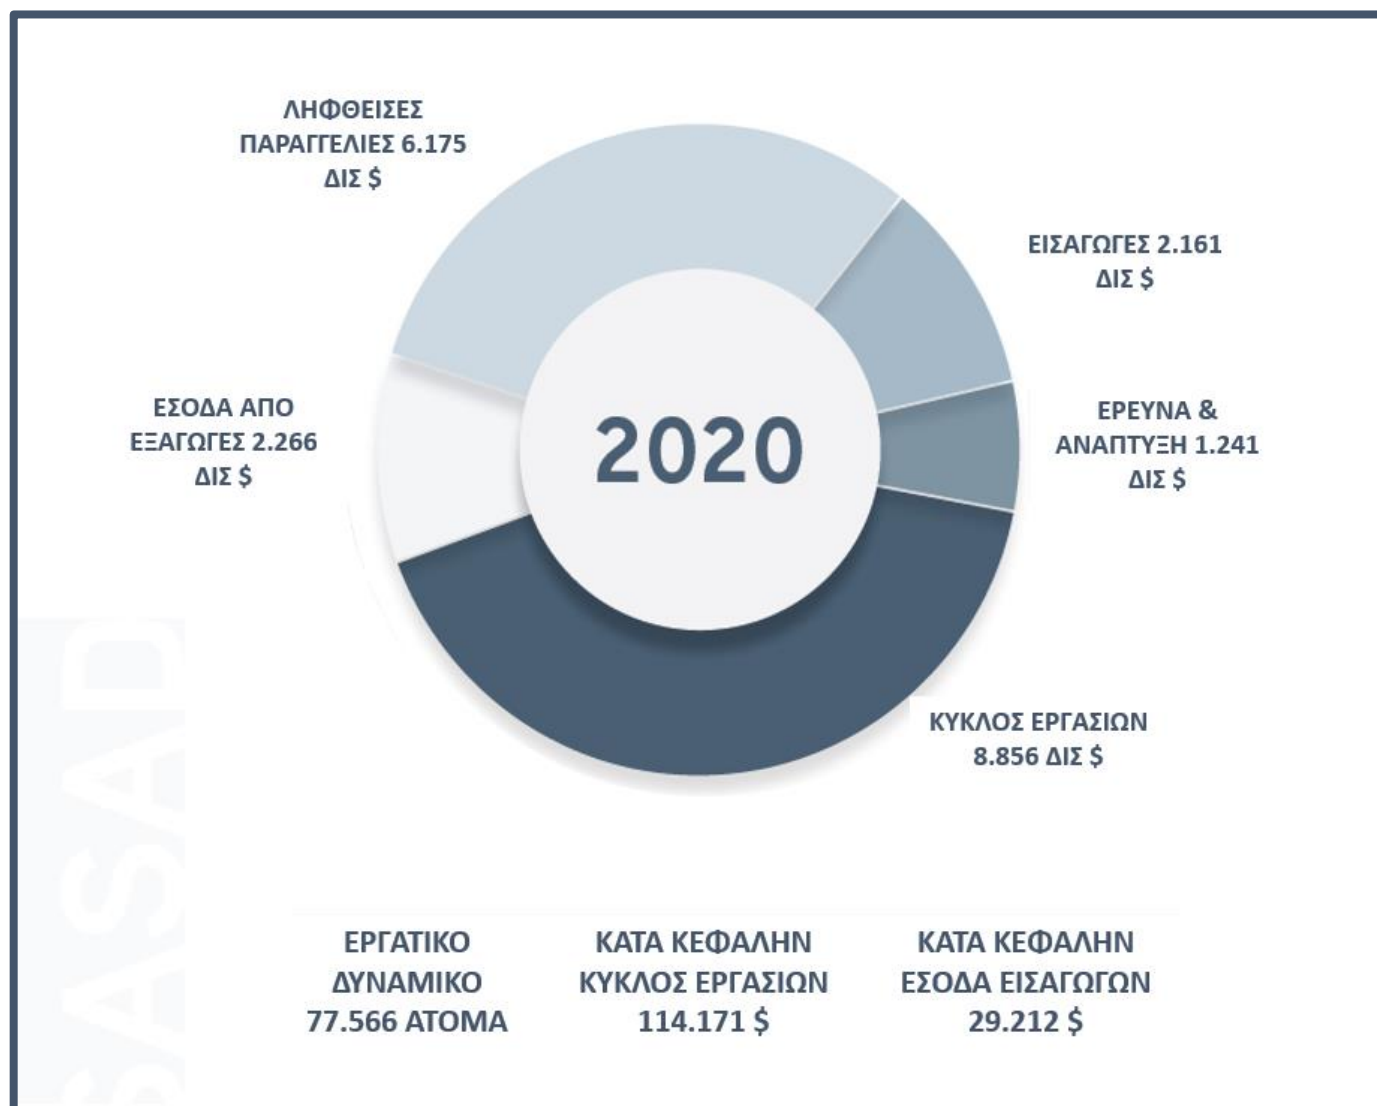 ΛΗΦΘΕΙΣΕΣ
ΠΑΡΑΓΓΕΛΙΕΣ 6.175
ΔΙΣ $
ΕΙΣΑΓΩΓΕΣ 2.161
ΔΙΣ $
ΕΣΟΔΑ ΑΠΟ
ΕΞΑΓΩΓΕΣ 2.266
ΔΙΣ $
2020
ΕΡΕΥΝΑ &
ΑΝΑΠΤΥΞΗ 1.241
ΔΙΣ $
ΚΥΚΛΟΣ ΕΡΓΑΣΙΩΝ
8.856 ΔΙΣ $
ΕΡΓΑΤΙΚΟ
ΔΥΝΑΜΙΚΟ
77.566 ΑΤΟΜΑ
ΚΑΤΑ ΚΕΦΑΛΗΝ
ΚΥΚΛΟΣ ΕΡΓΑΣΙΩΝ
114.171 $
ΚΑΤΑ ΚΕΦΑΛΗΝ
ΕΣΟΔΑ ΕΙΣΑΓΩΓΩΝ
29.212 $
SASAD